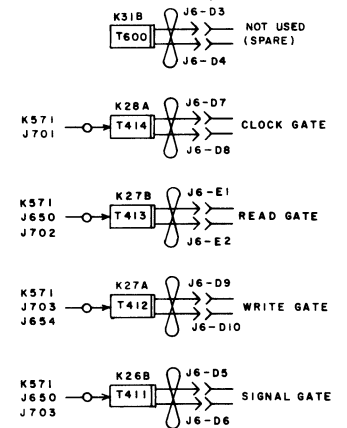 K31B
J6-D3
T600
NOT USED
(SPARE)
J6-D4
K28A
J6-D7
K571
J701
T414
CLOCK GATE
J6-D8
K27B
J6-E1
K571
J650
J702
T413
READ GATE
J6-E2
K27A
J6-D9
K571
J703
J654
T412
WRITE GATE
J6-D10
K26B
J6-D5
K571
J650
J703
T411
SIGNAL GATE
J6-D6